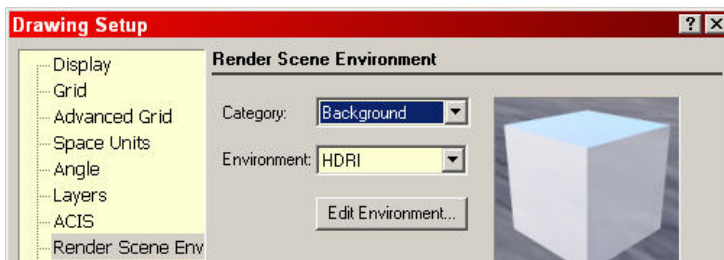 Drawing Setup
Display
Grid
Advanced Grid
Space Units
Angle
Layers
ACIS
Render Scene Env
Render Scene Environment
Category: Background
Environment: HDRI
Edit Environment...